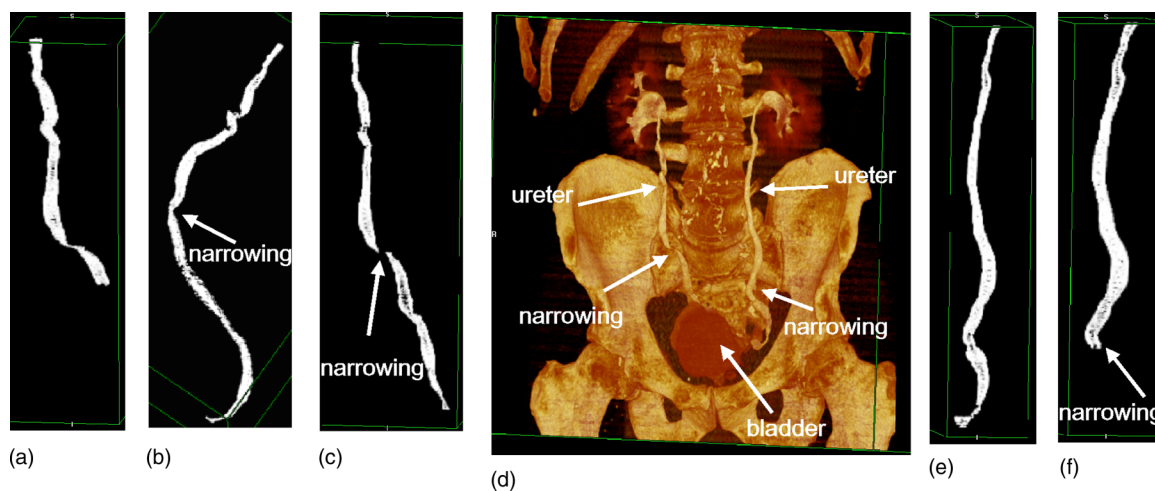 S
S
S
S
S
ureter
ureter
narrowing
R
narrowing
narrowing
narrowing
narrowing
bladder
I
I
I
I
(a)
(b)
(c)
(d)
(e)
(f)